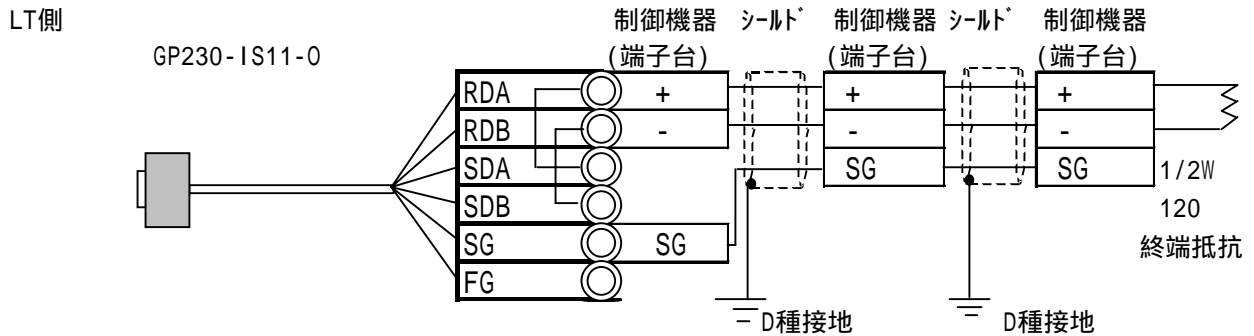 LT側
制御機器 シールド 制御機器 シールド 制御機器
GP230-IS11-O (端子台) (端子台) (端子台)
RDA + + +
RDB - - -
SDA SG SG 1/2W
SDB 120
SG SG 終端抵抗
FG
D種接地 D種接地